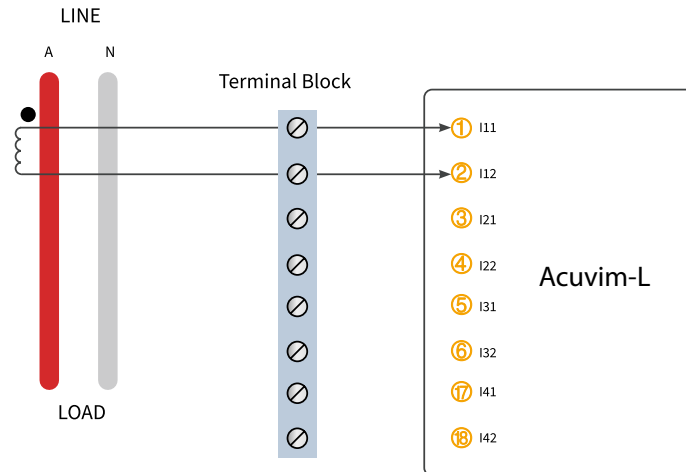 LINE
A N
Terminal Block
1 I11
2 I12
3 I21
4 I22
Acuvim-L
5 I31
6 I32
17 I41
LOAD
18 I42